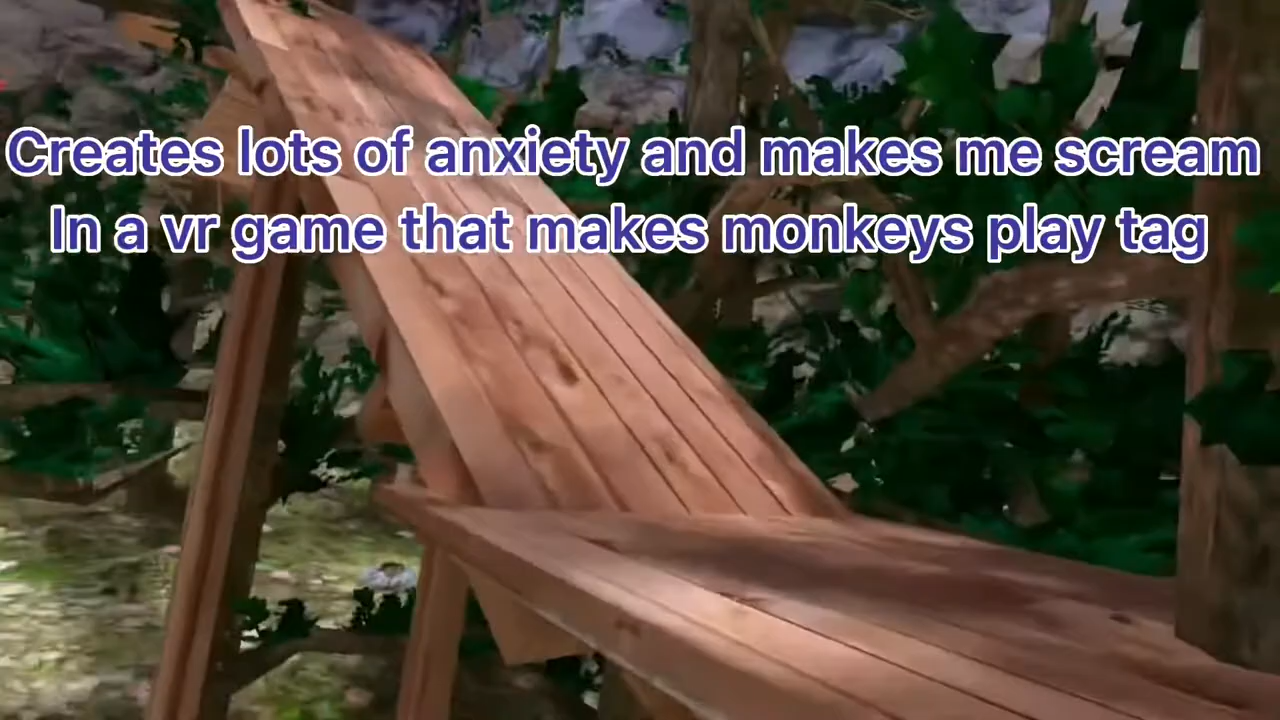 Creates lots of anxiety and makes me scream
In a vr game that makes monkeys play tag